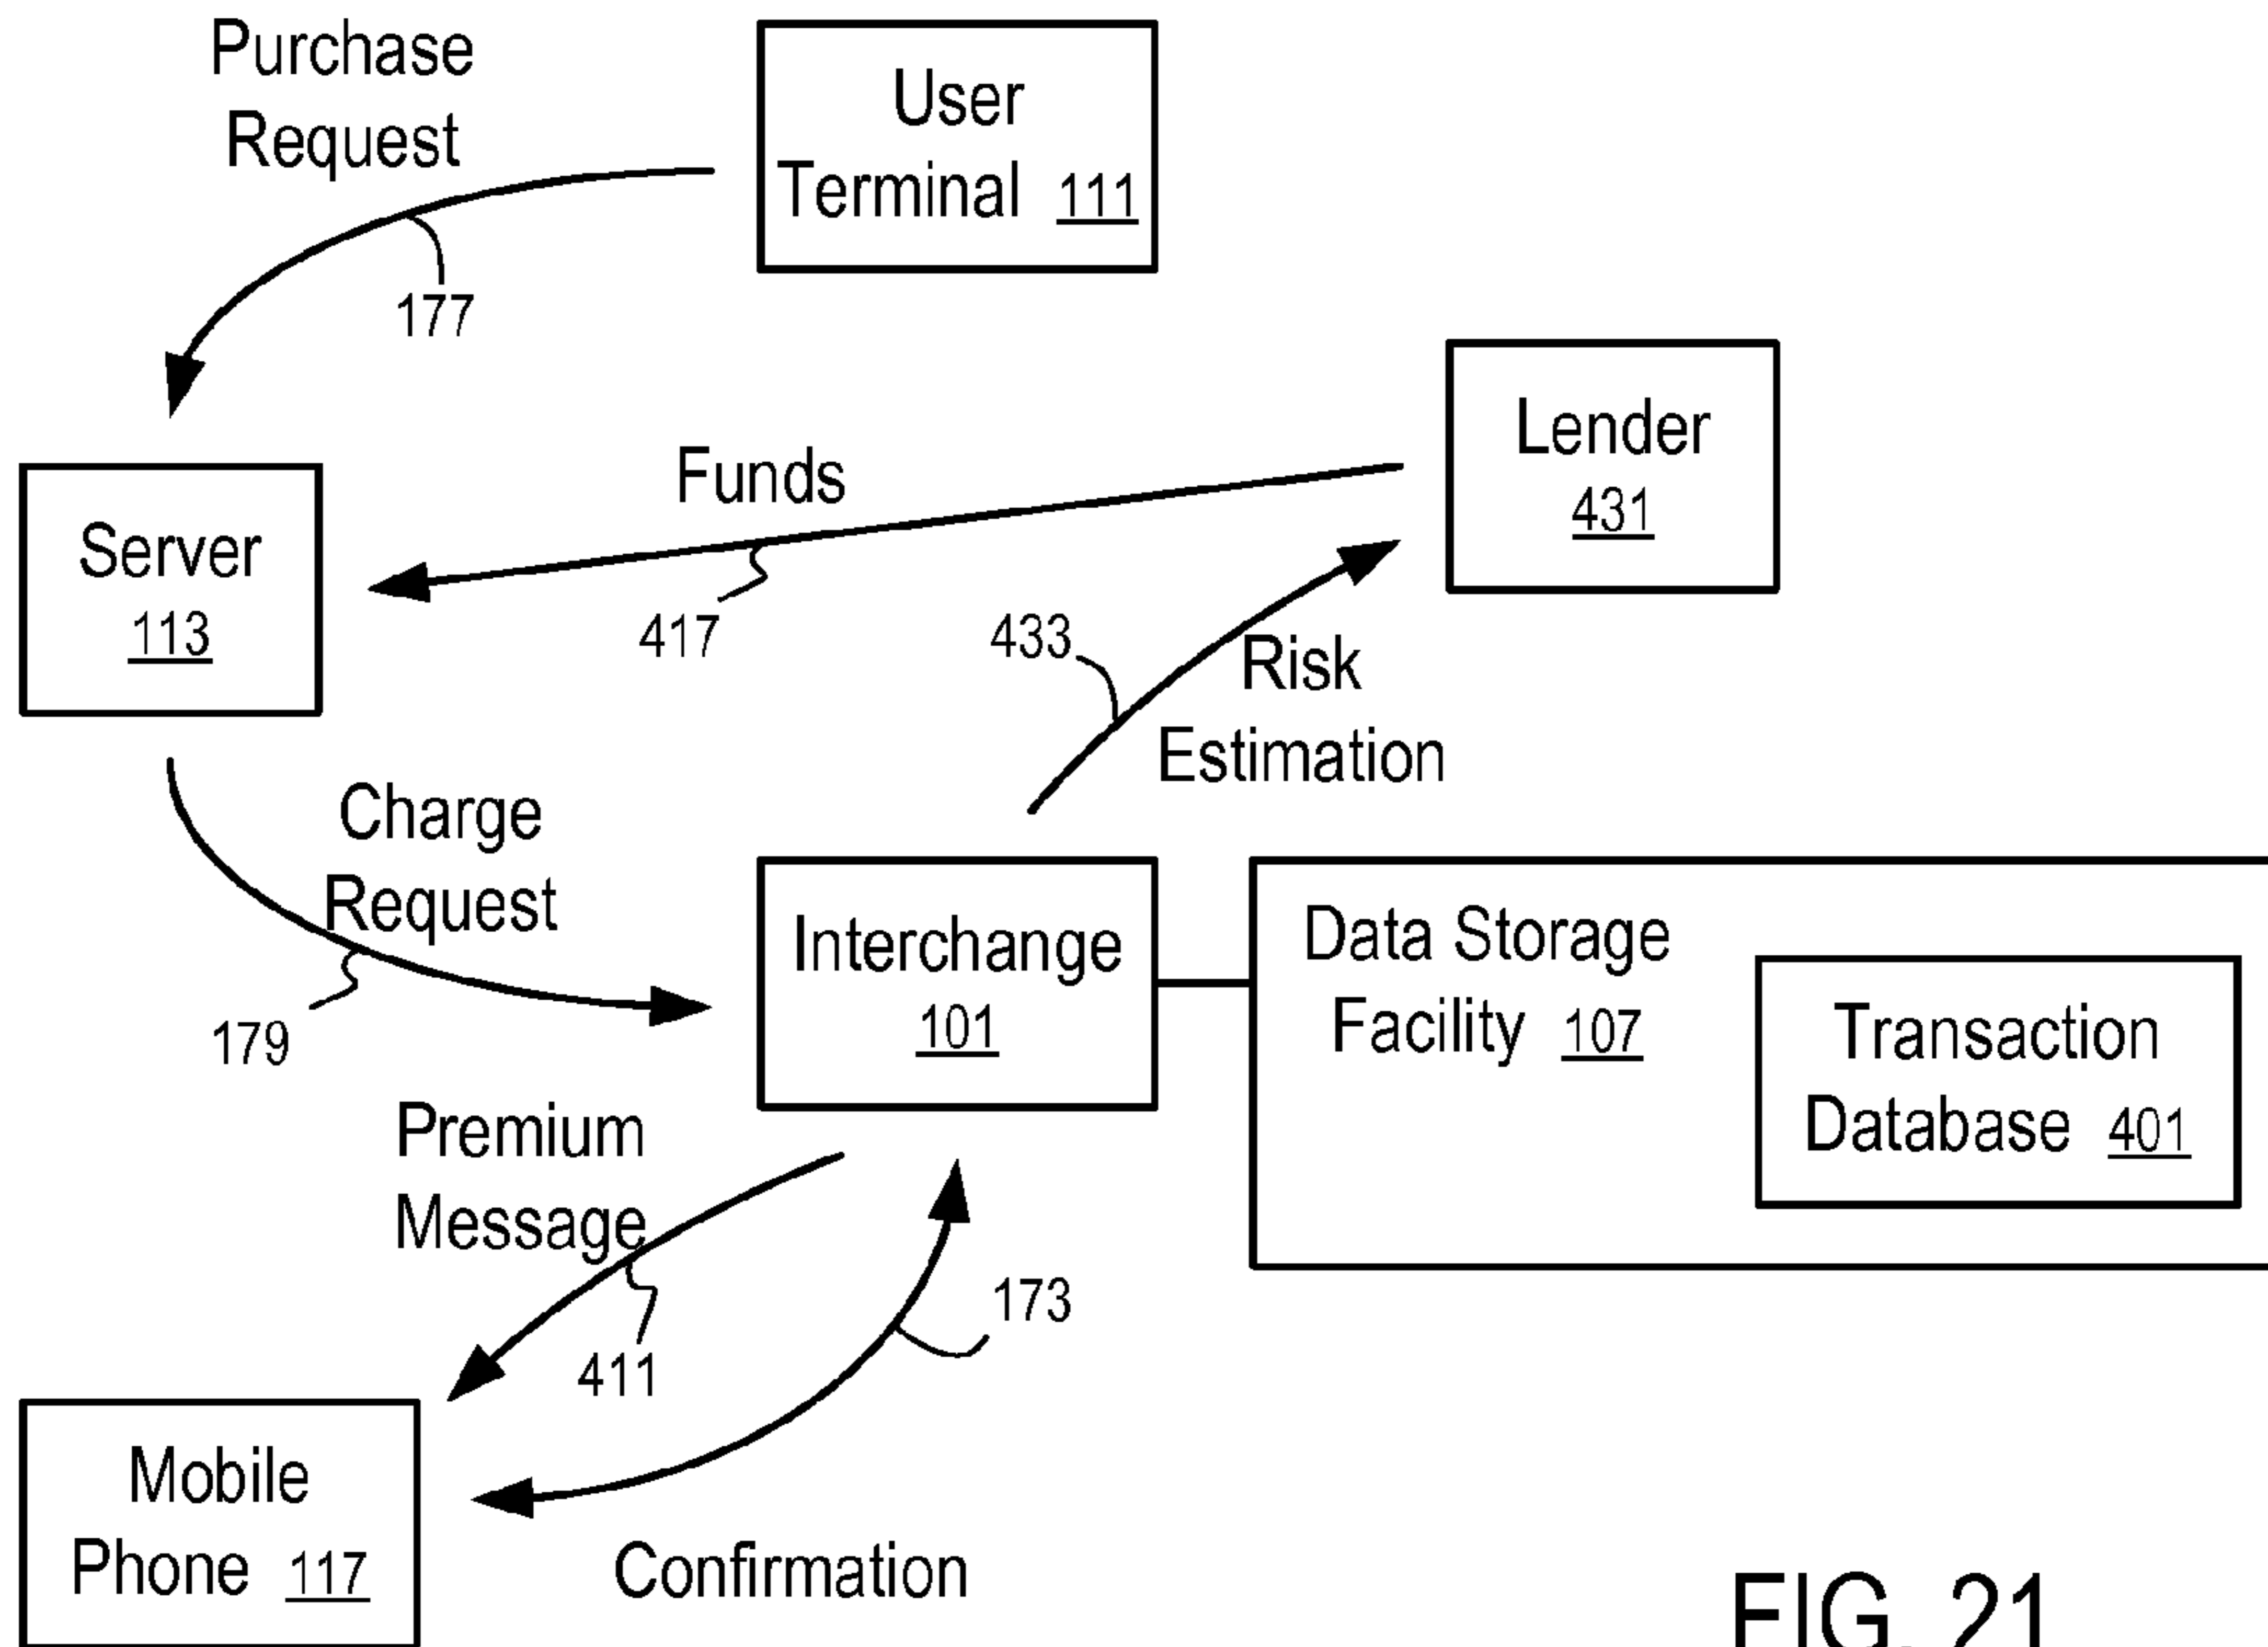 Purchase
Request
User
Terminal 111
177
Lender
431
Funds
Server
113
417
433
Risk
Estimation
Charge
Request
Interchange
101
Data Storage
Facility 107
Transaction
Database 401
179
Premium
Message
173
411
Mobile
Phone 117
Confirmation
FIG. 21